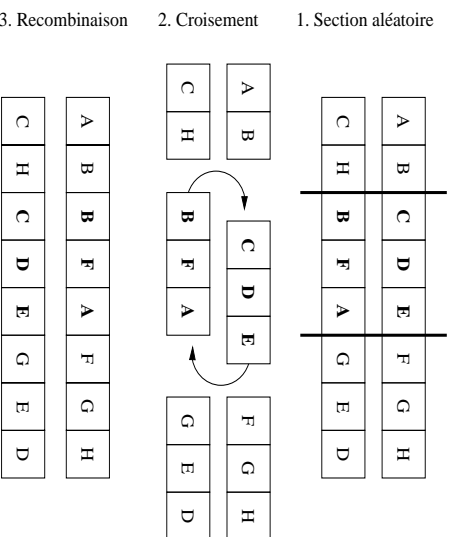 1. Section aléatoire
A B C D E F G H
C H B F A G E D
2. Croisement
A B
C H
C D E
B F A
F G H
G E D
3. Recombinaison
A B B F A F G H
C H C D E G E D